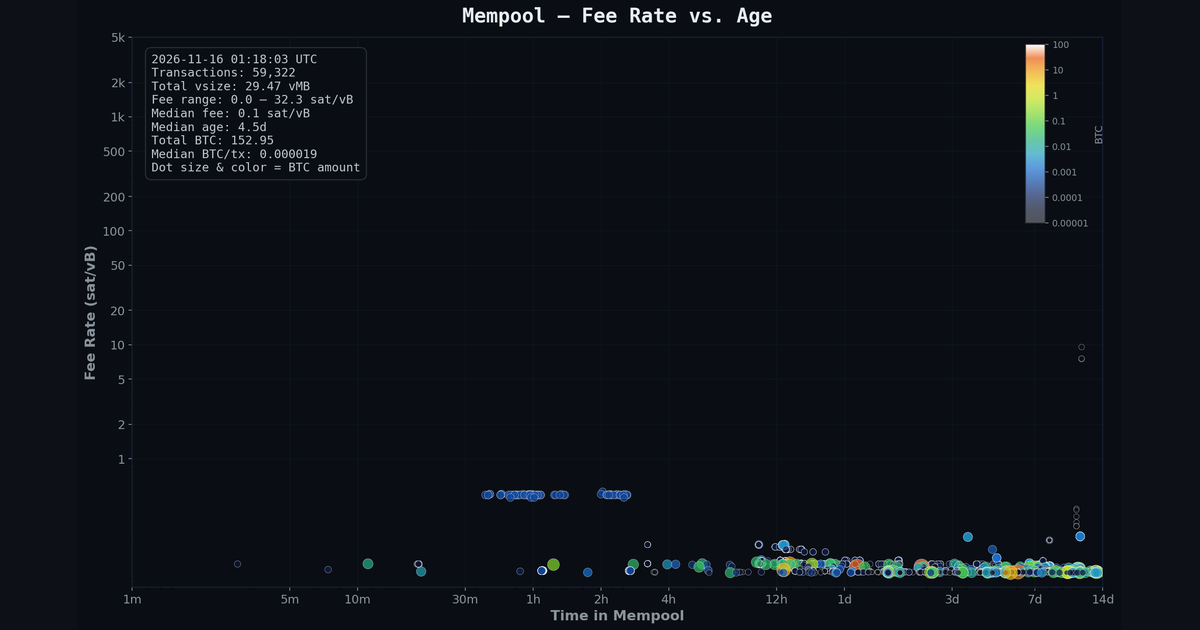 Mempool — Fee Rate vs. Age
2026-11-16 01:18:03 UTC
Transactions: 59,322
Total vsize: 29.47 vMB
Fee range: 0.0 – 32.3 sat/vB
Median fee: 0.1 sat/vB
Median age: 4.5d
Total BTC: 152.95
Median BTC/tx: 0.000019
Dot size & color = BTC amount
100
10
1
0.1
0.01
0.001
0.0001
0.00001
BTC
Fee Rate (sat/vB)
5k
2k
1k
500
200
100
50
20
10
5
2
1
1m
5m
10m
30m
1h
2h
4h
12h
1d
3d
7d
14d
Time in Mempool